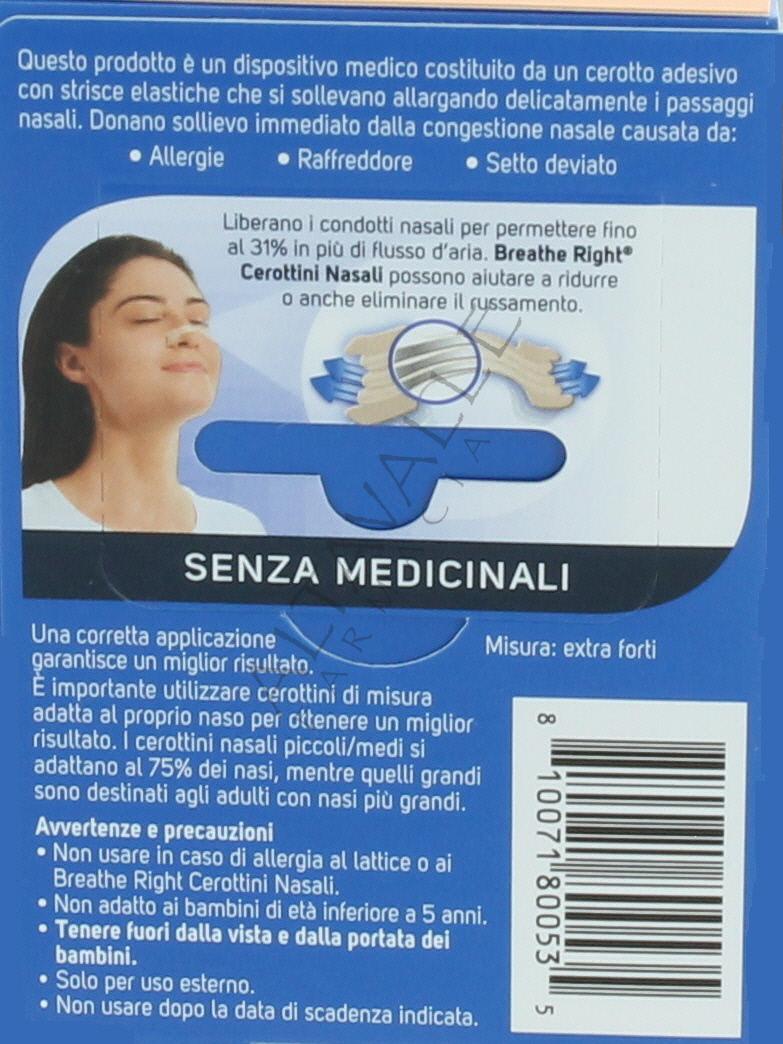 Questo prodotto è un dispositivo medico costituito da un cerotto adesivo
con strisce elastiche che si sollevano allargando delicatamente i passaggi
nasali. Donano sollievo immediato dalla congestione nasale causata da:
• Allergie • Raffreddore • Setto deviato
Liberano i condotti nasali per permettere fino
al 31% in più di flusso d'aria. Breathe Right®
Cerottini Nasali possono aiutare a ridurre
o anche eliminare il russamento.
ALTAVALLE
FARMACIA
SENZA MEDICINALI
Una corretta applicazione
garantisce un miglior risultato.
È importante utilizzare cerottini di misura
adatta al proprio naso per ottenere un miglior
risultato. I cerottini nasali piccoli/medi si
adattano al 75% dei nasi, mentre quelli grandi
sono destinati agli adulti con nasi più grandi.
Misura: extra forti
Avvertenze e precauzioni
• Non usare in caso di allergia al lattice o ai
Breathe Right Cerottini Nasali.
• Non adatto ai bambini di età inferiore a 5 anni.
• Tenere fuori dalla vista e dalla portata dei
bambini.
• Solo per uso esterno.
• Non usare dopo la data di scadenza indicata.
8 10071 80053 5